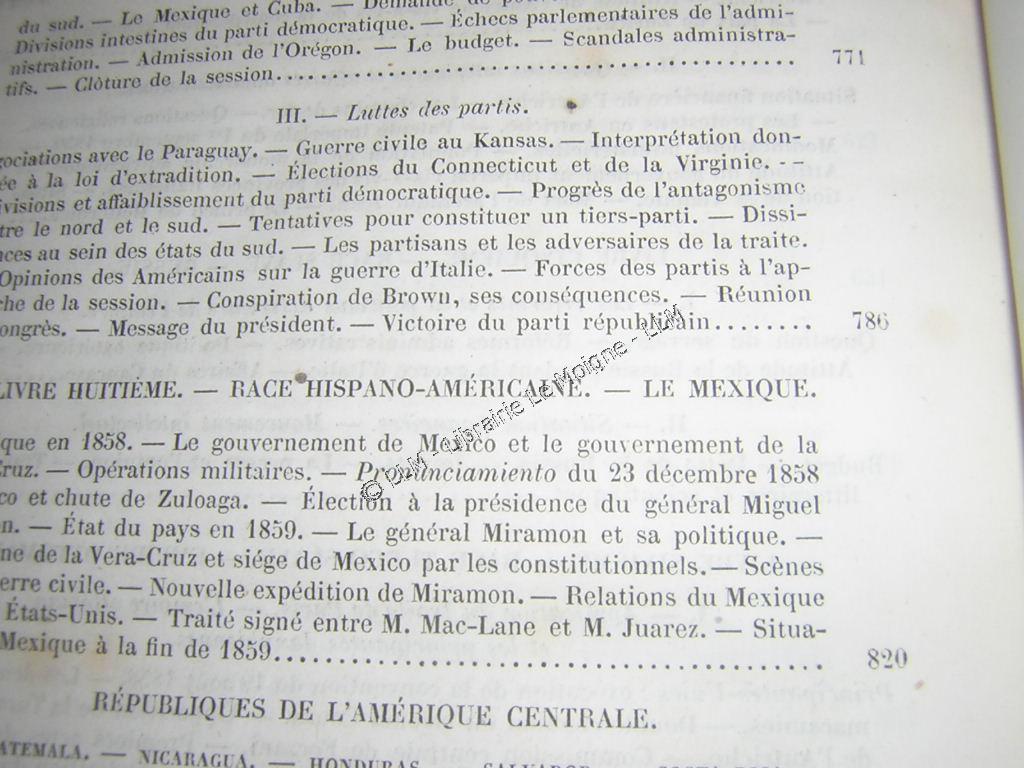 du sud. — Le Mexique et Cuba. — Demande de
Divisions intestines du parti démocratique. — Échecs parlementaires de l'admi-
nistration. — Admission de l'Orégon. — Le budget. — Scandales administra-
tifs. — Clôture de la session........ 771
III. — Luttes des partis.
gociations avec le Paraguay. — Guerre civile au Kansas. — Interprétation don-
ée à la loi d'extradition. — Élections du Connecticut et de la Virginie. —
ivisions et affaiblissement du parti démocratique. — Progrès de l'antagonisme
tre le nord et le sud. — Tentatives pour constituer un tiers-parti. — Dissi-
nces au sein des états du sud. — Les partisans et les adversaires de la traite.
Opinions des Américains sur la guerre d'Italie. — Forces des partis à l'ap-
che de la session. — Conspiration de Brown, ses conséquences. — Réunion
ongrès. — Message du président. — Victoire du parti républicain........ 786
LIVRE HUITIÈME. — RACE HISPANO-AMÉRICAINE. — LE MEXIQUE.
ique en 1858. — Le gouvernement de Mexico et le gouvernement de la
Cruz. — Opérations militaires. — Pronunciamiento du 23 décembre 1858
co et chute de Zuloaga. — Élection à la présidence du général Miguel
n. — État du pays en 1859. — Le général Miramon et sa politique. —
ne de la Vera-Cruz et siége de Mexico par les constitutionnels. — Scènes
erre civile. — Nouvelle expédition de Miramon. — Relations du Mexique
États-Unis. — Traité signé entre M. Mac-Lane et M. Juarez. — Situa-
Mexique à la fin de 1859........ 820
RÉPUBLIQUES DE L'AMÉRIQUE CENTRALE.
ATEMALA. — NICARAGUA. — HONDURAS. — SALVADOR. — COSTA-RICA.
© DLM - Librairie Le Moigne - LLM